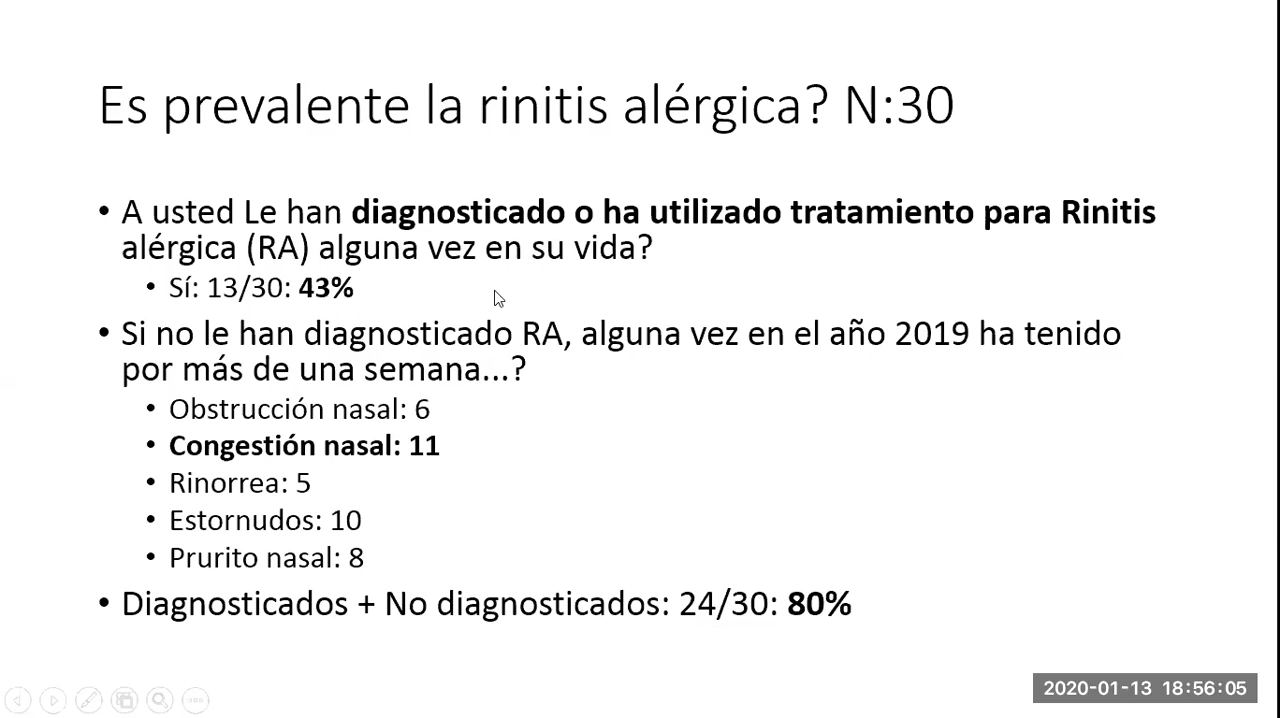 Es prevalente la rinitis alérgica? N:30
• A usted Le han diagnosticado o ha utilizado tratamiento para Rinitis
alérgica (RA) alguna vez en su vida?
• Sí: 13/30: 43%
• Si no le han diagnosticado RA, alguna vez en el año 2019 ha tenido
por más de una semana...?
• Obstrucción nasal: 6
• Congestión nasal: 11
• Rinorrea: 5
• Estornudos: 10
• Prurito nasal: 8
• Diagnosticados + No diagnosticados: 24/30: 80%
2020-01-13 18:56:05